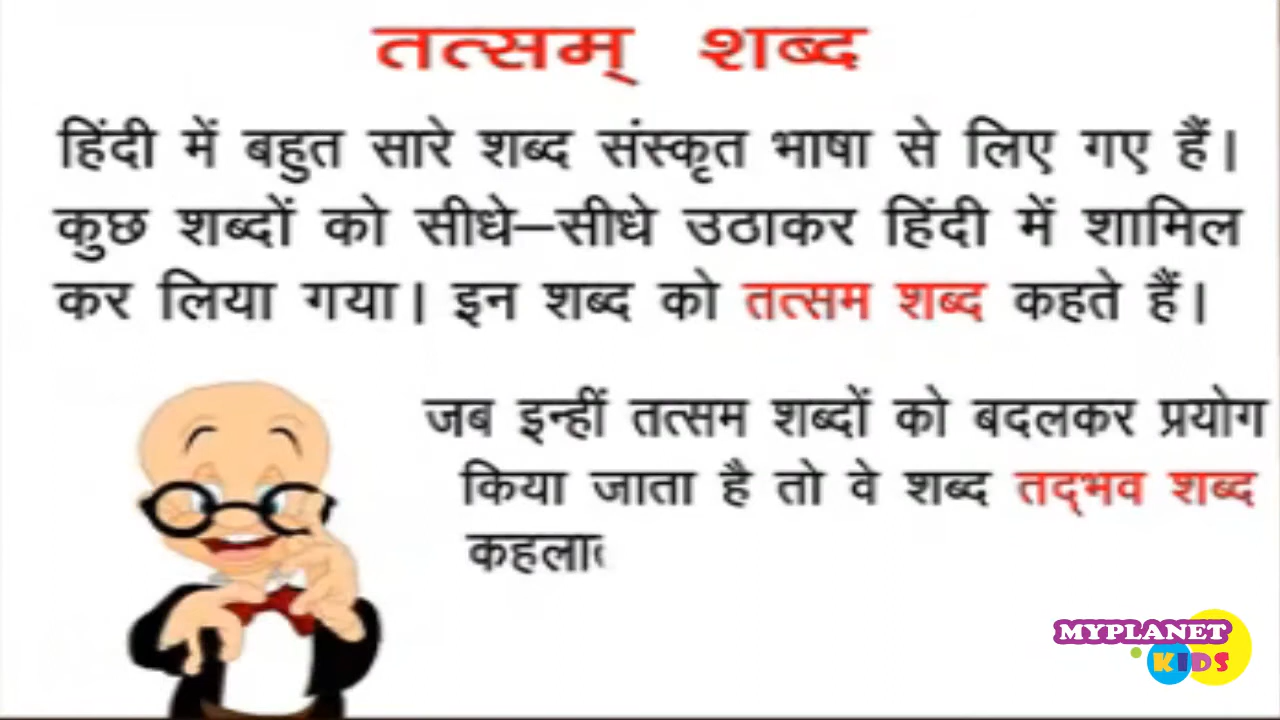 तत्सम् शब्द
हिंदी में बहुत सारे शब्द संस्कृत भाषा से लिए गए हैं।
कुछ शब्दों को सीधे–सीधे उठाकर हिंदी में शामिल
कर लिया गया। इन शब्द को तत्सम शब्द कहते हैं।
जब इन्हीं तत्सम शब्दों को बदलकर प्रयोग
किया जाता है तो वे शब्द तद्भव शब्द
MYPLANET
KIDS